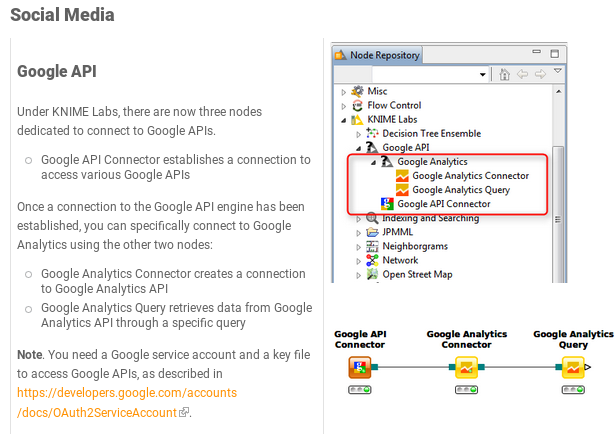 Social Media
Google API
Under KNIME Labs, there are now three nodes
dedicated to connect to Google APIs.
Google API Connector establishes a connection to
access various Google APIs
Once a connection to the Google API engine has been
established, you can specifically connect to Google
Analytics using the other two nodes:
Google Analytics Connector creates a connection
to Google Analytics API
Google Analytics Query retrieves data from Google
Analytics API through a specific query
Note. You need a Google service account and a key file
to access Google APIs, as described in
https://developers.google.com/accounts
/docs/OAuth2ServiceAccount.
Node Repository
Misc
Flow Control
KNIME Labs
Decision Tree Ensemble
Google API
Google Analytics
Google Analytics Connector
Google Analytics Query
Google API Connector
Indexing and Searching
JPMML
Neighborgrams
Network
Open Street Map
Google API
Connector
Google Analytics
Connector
Google Analytics
Query